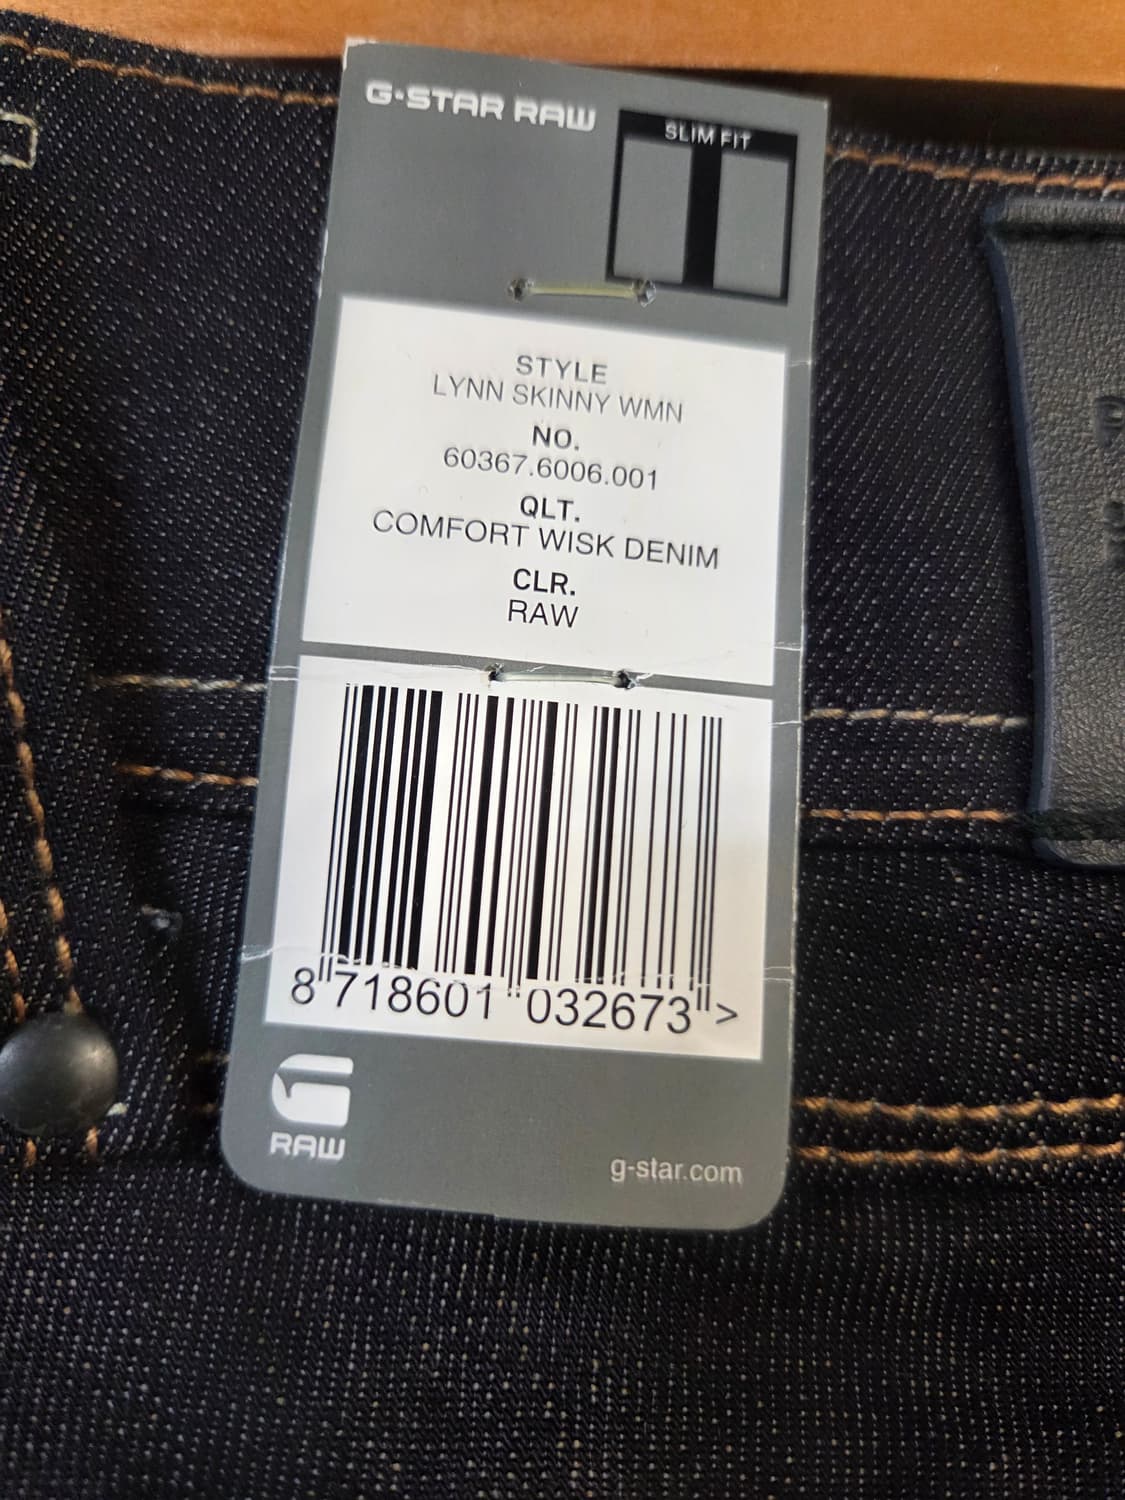 G-STAR RAW
SLIM FIT
STYLE
LYNN SKINNY WMN
NO.
60367.6006.001
QLT.
COMFORT WISK DENIM
CLR.
RAW
8 718601 032673 >
RAW
g-star.com